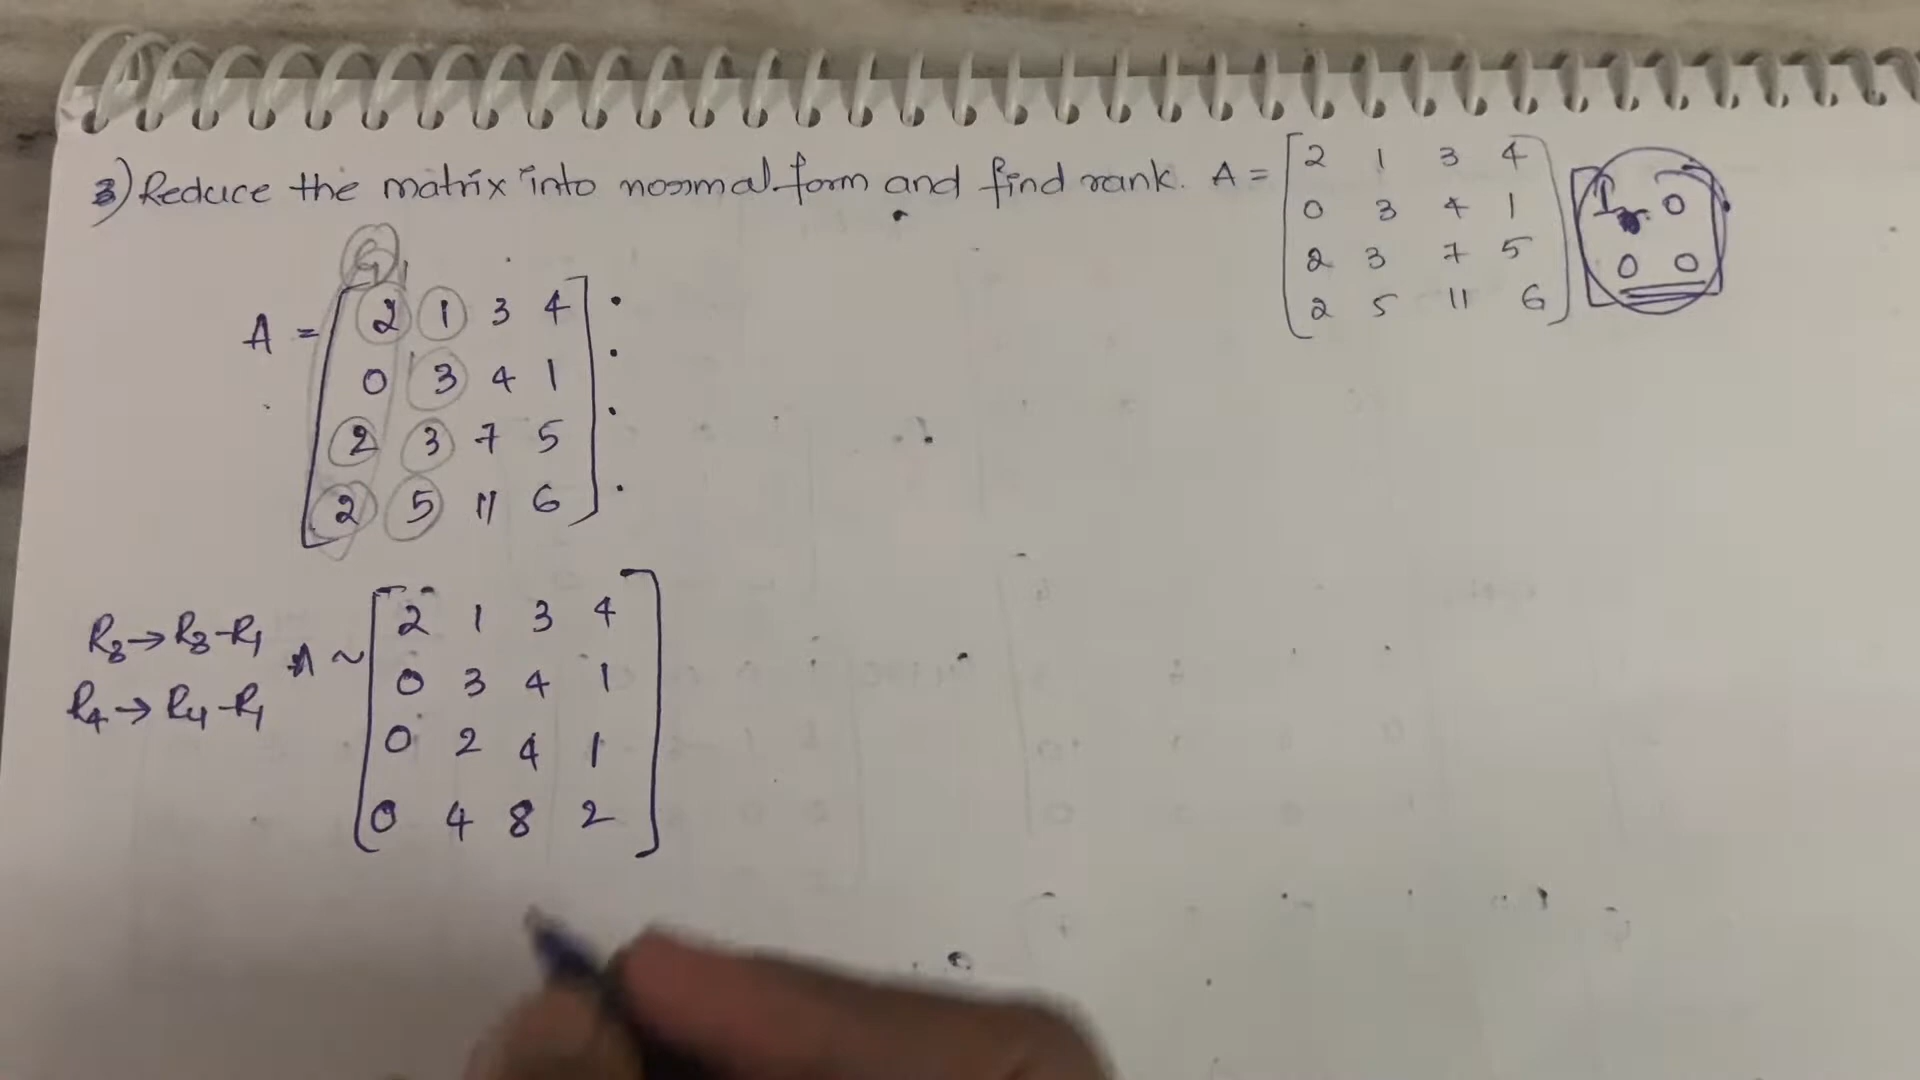 3) Reduce the matrix into normal form and find rank. A = [2 1 3 4
0 3 4 1
2 3 7 5
2 5 11 6]
[Ir 0
0 0]
C1
A = [2 1 3 4
0 3 4 1
2 3 7 5
2 5 11 6]
R3→R3-R1
R4→R4-R1
A ~ [2 1 3 4
0 3 4 1
0 2 4 1
0 4 8 2]